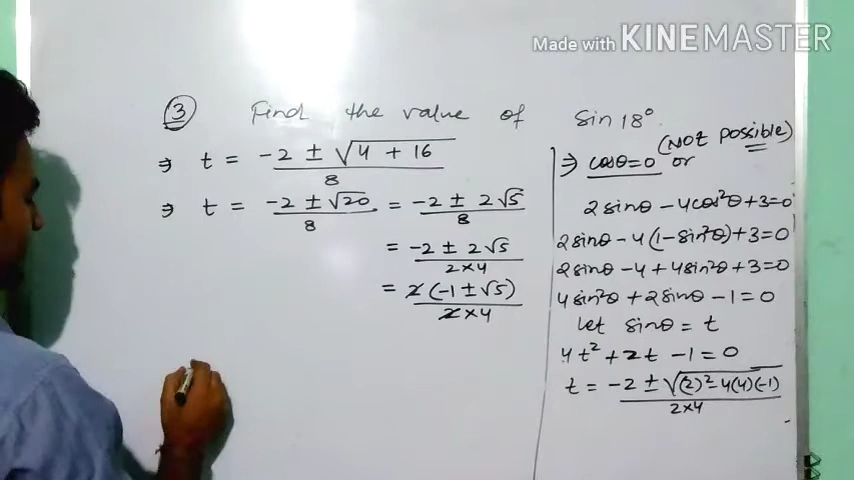 Made with KINEMASTER
③ Find the value of Sin 18°
⇒ t = -2 ± √4 + 16 / 8
⇒ t = -2 ± √20 / 8 = -2 ± 2√5 / 8
= -2 ± 2√5 / 2×4
= 2(-1 ± √5) / 2×4
(NOT possible)
⇒ cosθ=0 or
2sinθ - 4cos²θ+3=0
2sinθ - 4(1-sin²θ)+3=0
2sinθ - 4 + 4sin²θ + 3=0
4sin²θ + 2sinθ - 1 = 0
let sinθ = t
4t² + 2t - 1 = 0
t = -2 ± √(2)² - 4(4)(-1) / 2×4